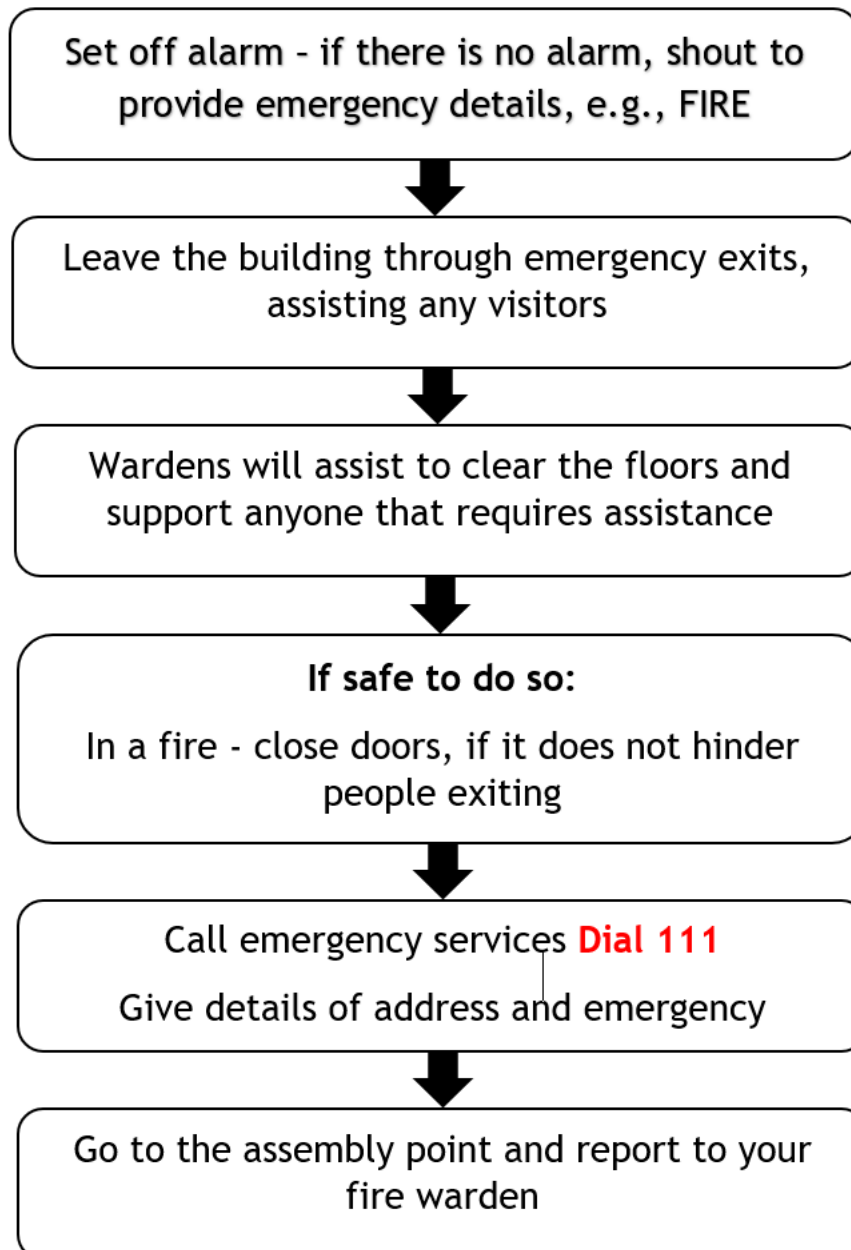 Set off alarm – if there is no alarm, shout to
provide emergency details, e.g., FIRE
Leave the building through emergency exits,
assisting any visitors
Wardens will assist to clear the floors and
support anyone that requires assistance
If safe to do so:
In a fire - close doors, if it does not hinder
people exiting
Call emergency services Dial 111
Give details of address and emergency
Go to the assembly point and report to your
fire warden